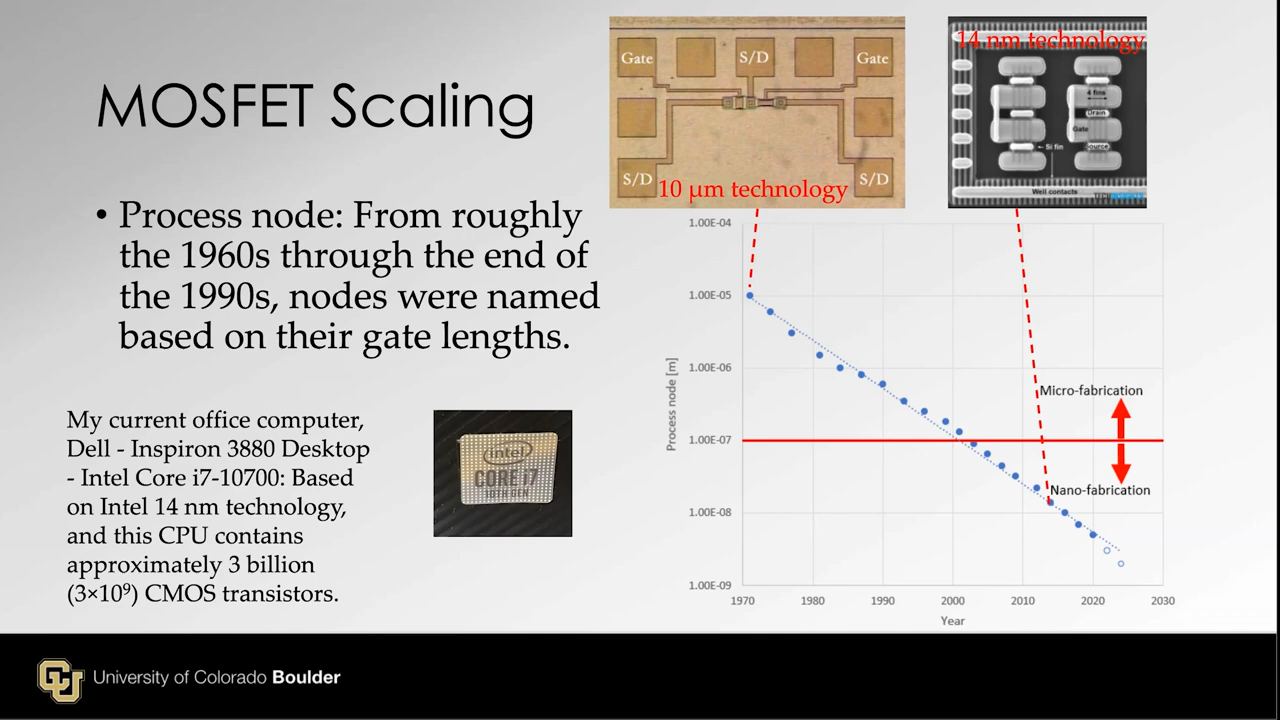 MOSFET Scaling
• Process node: From roughly
the 1960s through the end of
the 1990s, nodes were named
based on their gate lengths.
My current office computer,
Dell - Inspiron 3880 Desktop
- Intel Core i7-10700: Based
on Intel 14 nm technology,
and this CPU contains
approximately 3 billion
(3×10⁹) CMOS transistors.
intel
CORE i7
10TH GEN
Gate
S/D
Gate
S/D
S/D
10 µm technology
14 nm technology
4 fins
Drain
Gate
Si fin
Source
Well contacts
1.00E-04
1.00E-05
1.00E-06
1.00E-07
1.00E-08
1.00E-09
Process node [m]
Micro-fabrication
Nano-fabrication
1970 1980 1990 2000 2010 2020 2030
Year
CU
University of Colorado Boulder